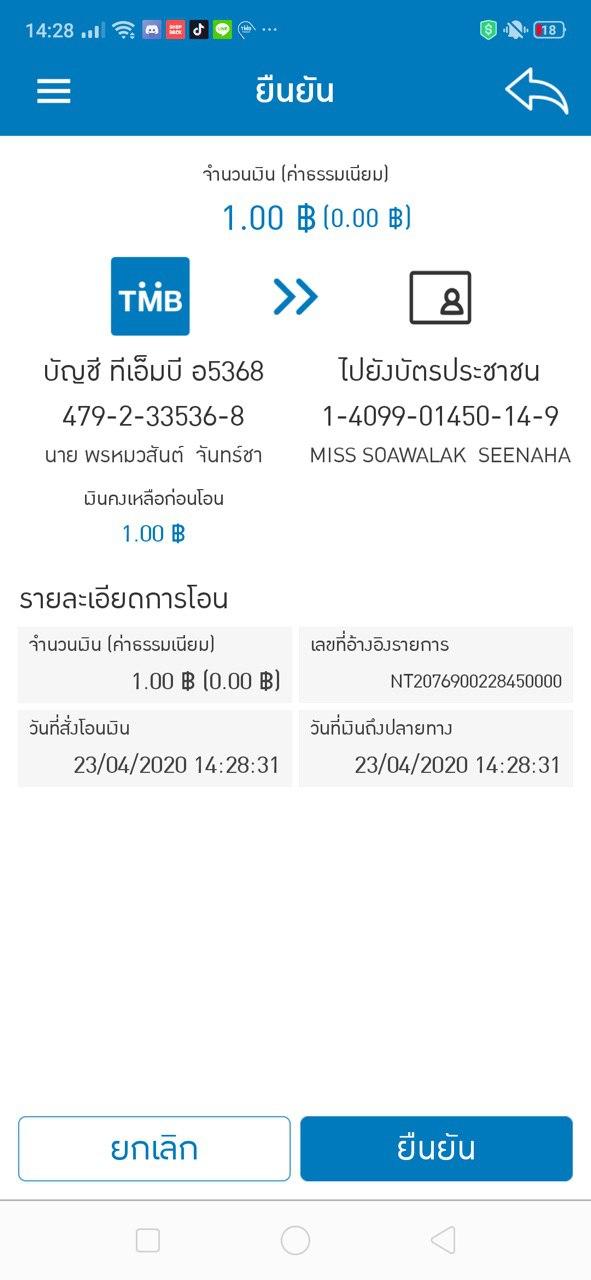 14:28
18
ยืนยัน
จำนวนเงิน (ค่าธรรมเนียม)
1.00 ฿ (0.00 ฿)
TMB
บัญชี ทีเอ็มบี อ5368
ไปยังบัตรประชาชน
479-2-33536-8
1-4099-01450-14-9
นาย พรหมวสันต์ จันทร์ชา
MISS SOAWALAK SEENAHA
เงินคงเหลือก่อนโอน
1.00 ฿
รายละเอียดการโอน
จำนวนเงิน (ค่าธรรมเนียม)
1.00 ฿ (0.00 ฿)
เลขที่อ้างอิงรายการ
NT2076900228450000
วันที่สั่งโอนเงิน
23/04/2020 14:28:31
วันที่เงินถึงปลายทาง
23/04/2020 14:28:31
ยกเลิก
ยืนยัน